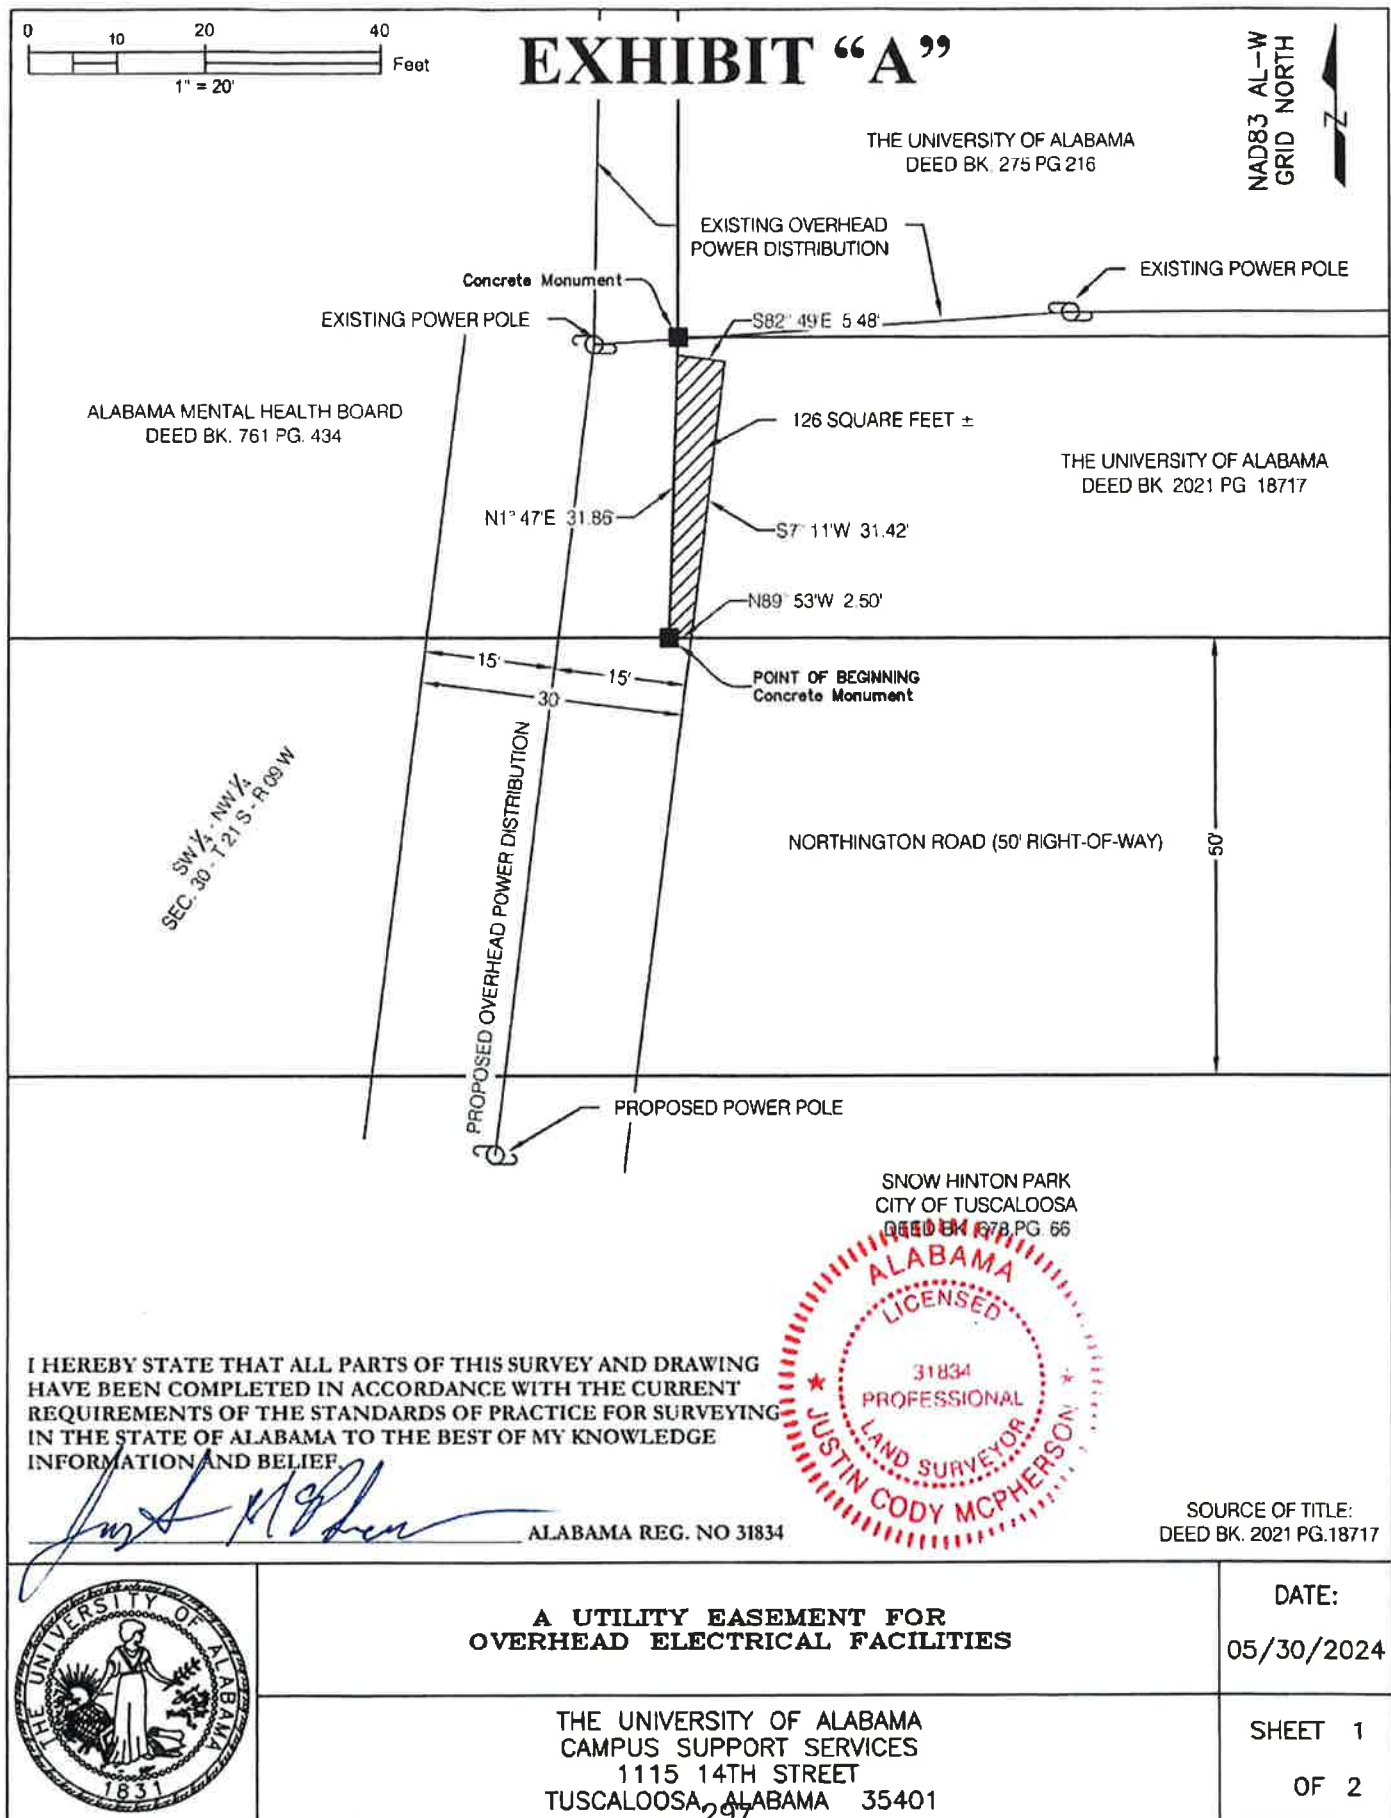 0 10 20 40
Feet
1" = 20'
EXHIBIT “A”
NAD83 AL-W
GRID NORTH
N
THE UNIVERSITY OF ALABAMA
DEED BK. 275 PG 216
EXISTING OVERHEAD
POWER DISTRIBUTION
EXISTING POWER POLE
Concrete Monument
EXISTING POWER POLE
S82° 49'E 5.48'
ALABAMA MENTAL HEALTH BOARD
DEED BK. 761 PG. 434
126 SQUARE FEET ±
THE UNIVERSITY OF ALABAMA
DEED BK 2021 PG 18717
N1° 47'E 31.86'
S7° 11'W 31.42'
N89° 53'W 2.50'
15'
15'
30'
POINT OF BEGINNING
Concrete Monument
SW ¼ - NW ¼
SEC. 30 - T 21 S - R 09 W
PROPOSED OVERHEAD POWER DISTRIBUTION
NORTHINGTON ROAD (50' RIGHT-OF-WAY)
50'
PROPOSED POWER POLE
SNOW HINTON PARK
CITY OF TUSCALOOSA
DEED BK 678 PG 66
ALABAMA
LICENSED
31834
PROFESSIONAL
LAND SURVEYOR
JUSTIN CODY MCPHERSON
I HEREBY STATE THAT ALL PARTS OF THIS SURVEY AND DRAWING
HAVE BEEN COMPLETED IN ACCORDANCE WITH THE CURRENT
REQUIREMENTS OF THE STANDARDS OF PRACTICE FOR SURVEYING
IN THE STATE OF ALABAMA TO THE BEST OF MY KNOWLEDGE
INFORMATION AND BELIEF.
ALABAMA REG. NO 31834
SOURCE OF TITLE:
DEED BK. 2021 PG.18717
THE UNIVERSITY OF ALABAMA
1831
A UTILITY EASEMENT FOR
OVERHEAD ELECTRICAL FACILITIES
DATE:
05/30/2024
THE UNIVERSITY OF ALABAMA
CAMPUS SUPPORT SERVICES
1115 14TH STREET
TUSCALOOSA, ALABAMA 35401
297
SHEET 1
OF 2